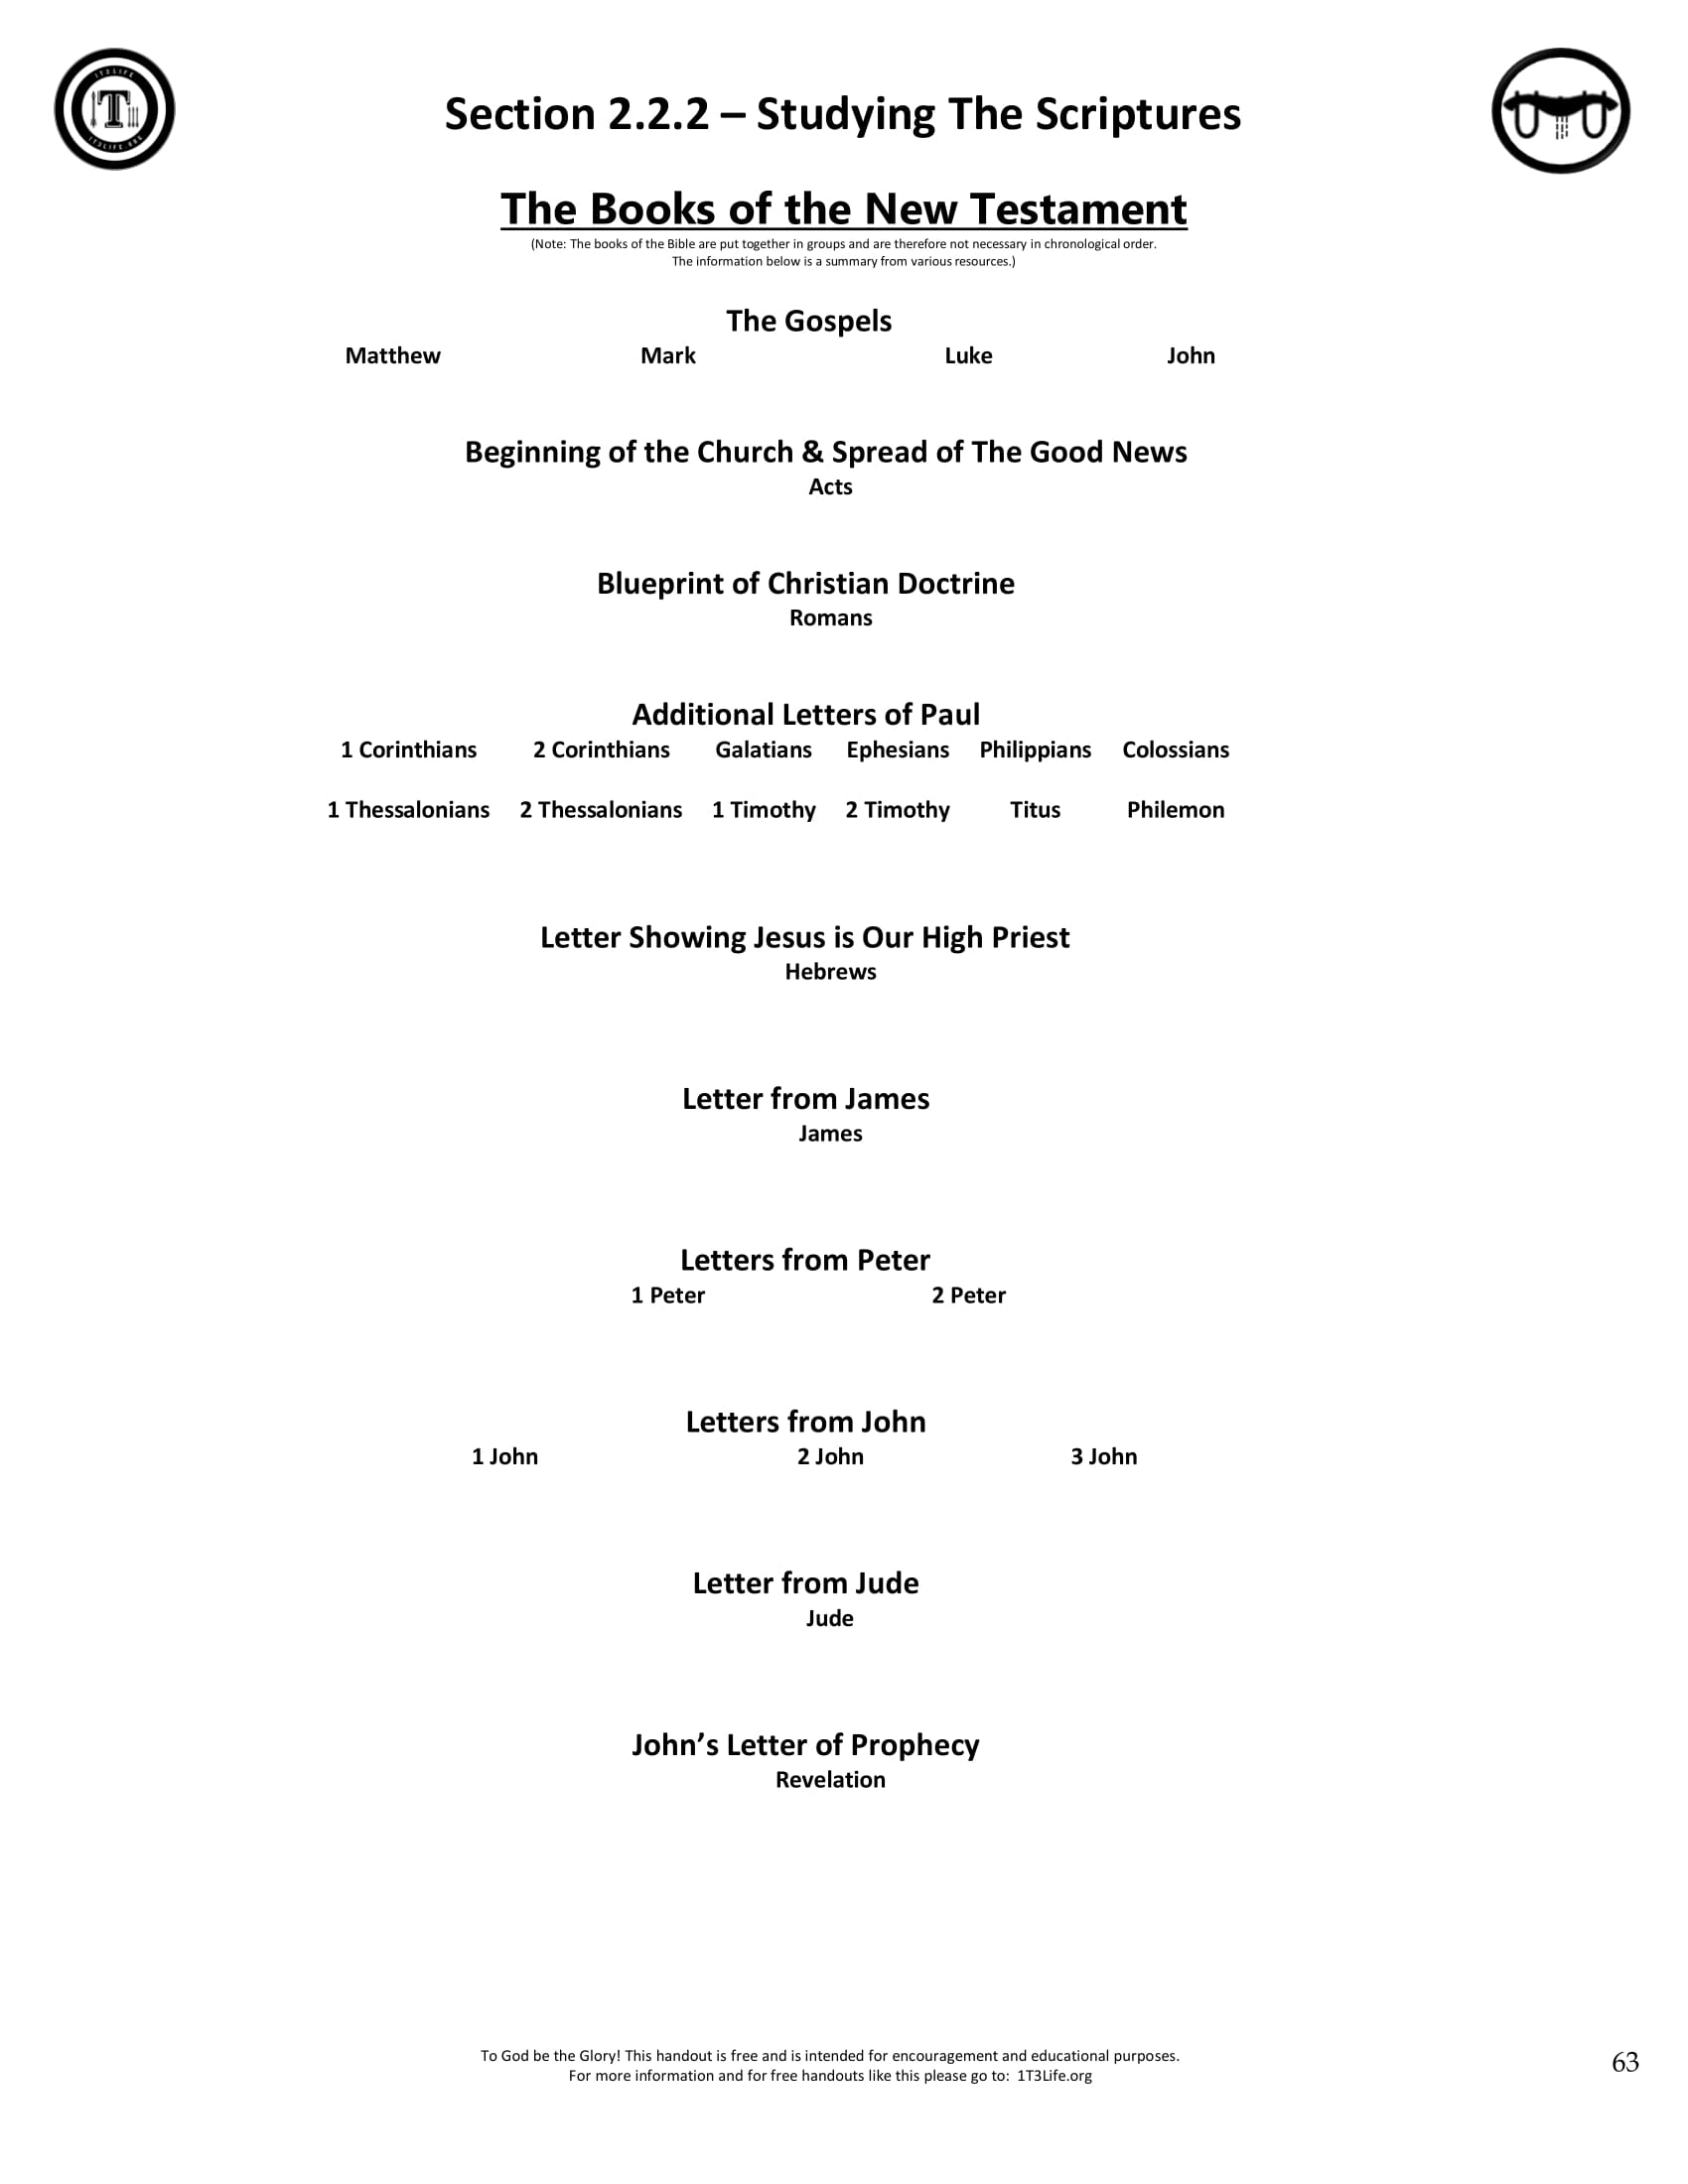 1T3LIFE
T
1T3LIFE.ORG
Section 2.2.2 – Studying The Scriptures
The Books of the New Testament
(Note: The books of the Bible are put together in groups and are therefore not necessary in chronological order.
The information below is a summary from various resources.)
The Gospels
Matthew Mark Luke John
Beginning of the Church & Spread of The Good News
Acts
Blueprint of Christian Doctrine
Romans
Additional Letters of Paul
1 Corinthians 2 Corinthians Galatians Ephesians Philippians Colossians
1 Thessalonians 2 Thessalonians 1 Timothy 2 Timothy Titus Philemon
Letter Showing Jesus is Our High Priest
Hebrews
Letter from James
James
Letters from Peter
1 Peter 2 Peter
Letters from John
1 John 2 John 3 John
Letter from Jude
Jude
John’s Letter of Prophecy
Revelation
To God be the Glory! This handout is free and is intended for encouragement and educational purposes.
For more information and for free handouts like this please go to: 1T3Life.org
63